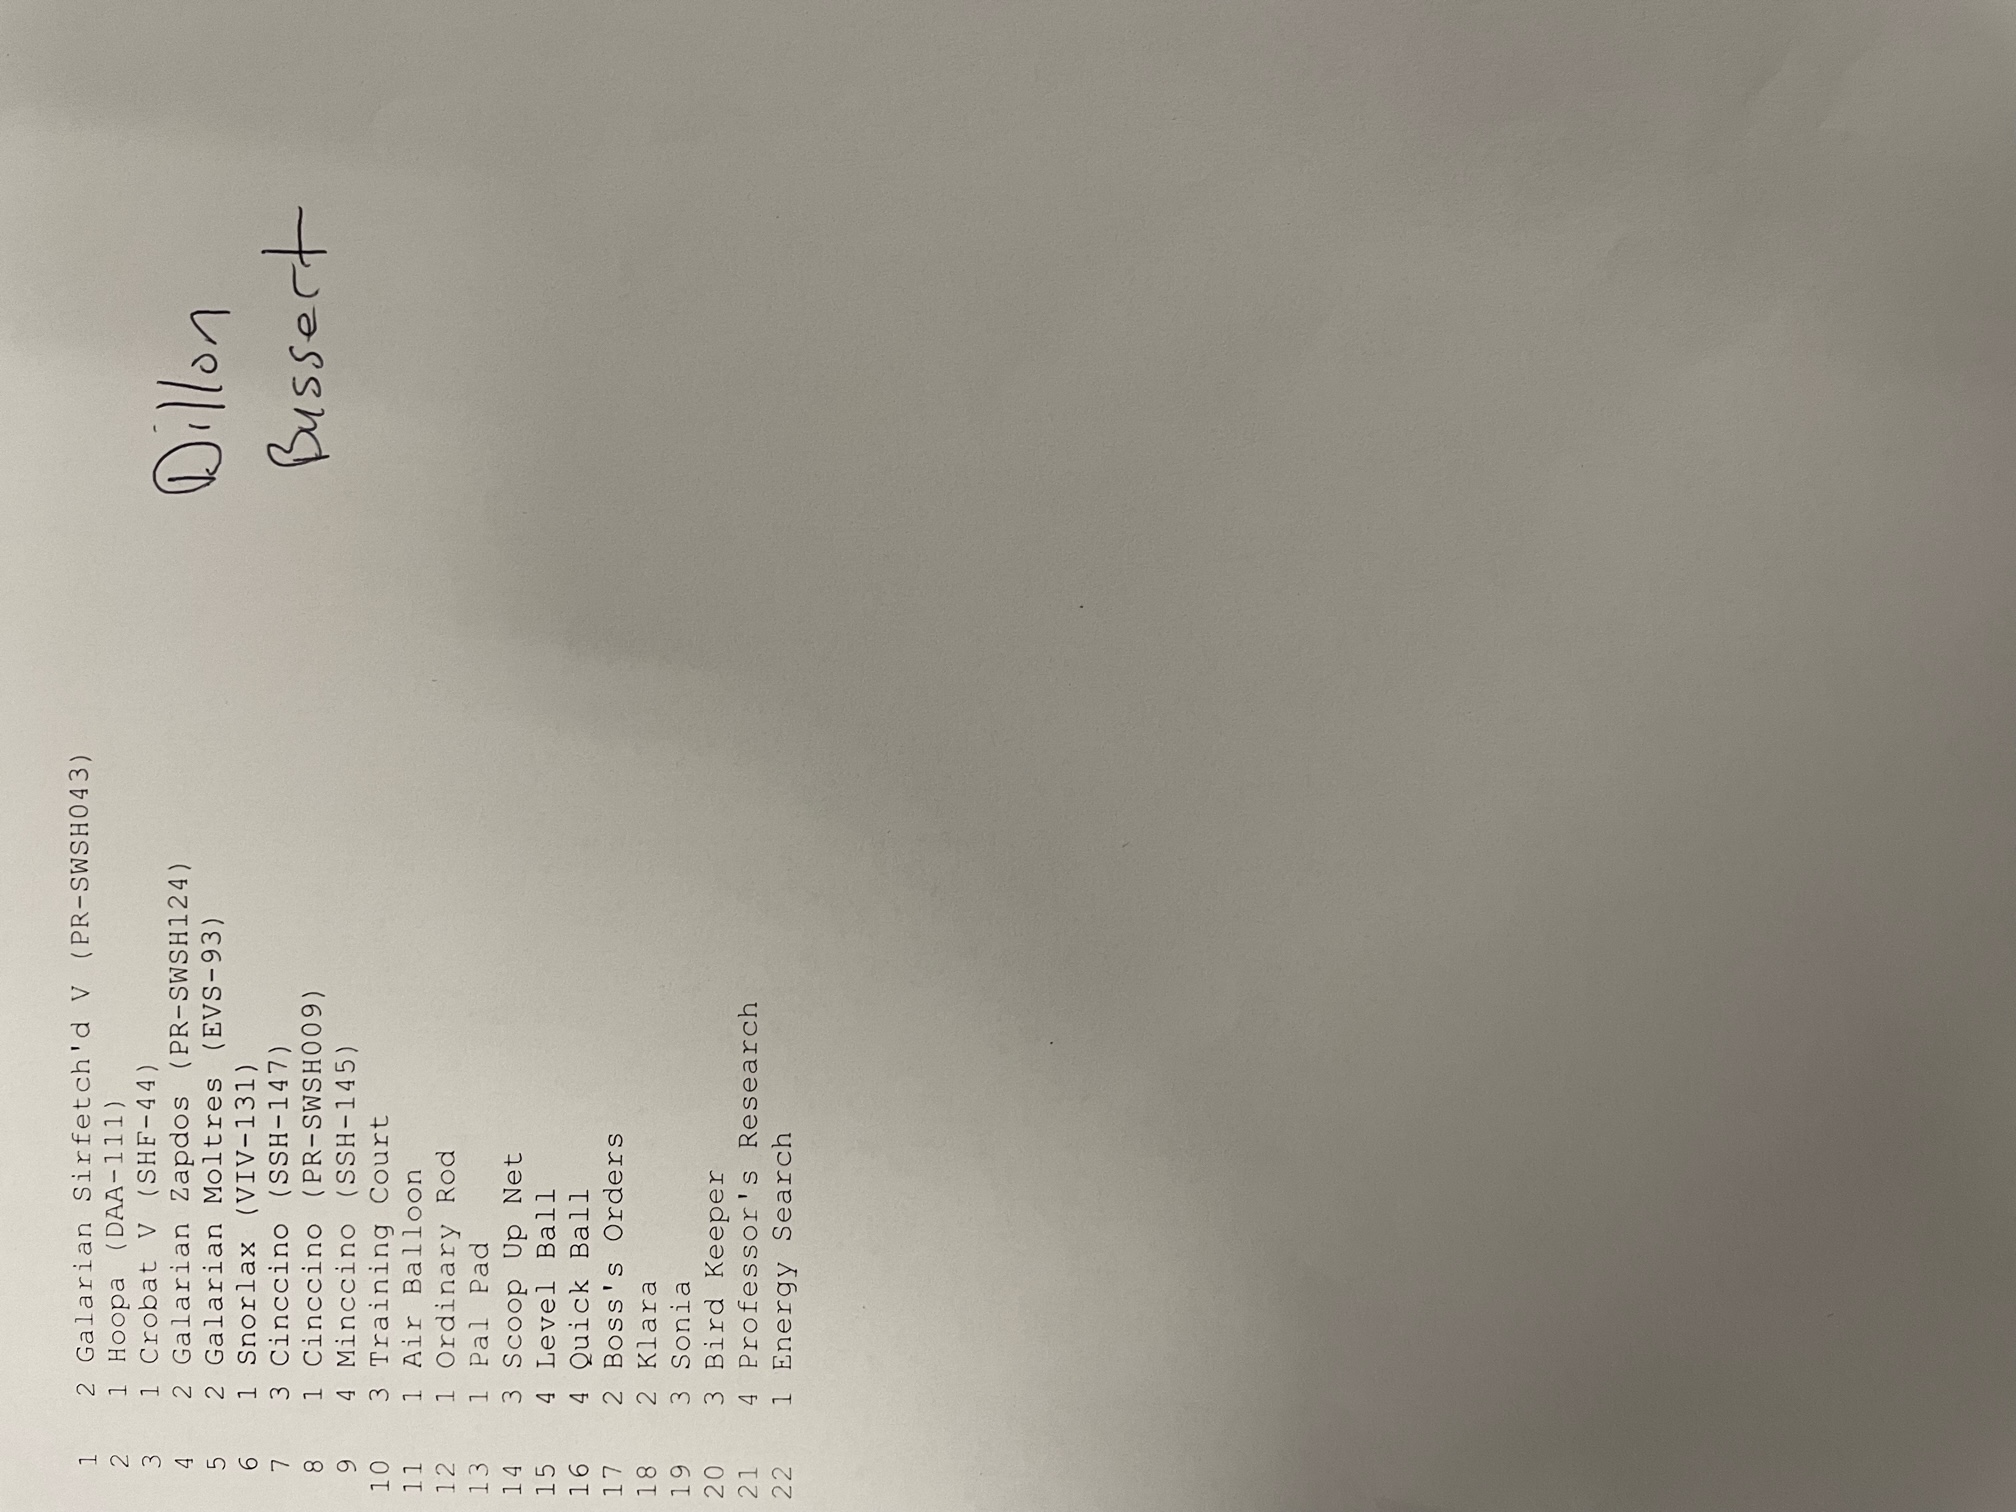 1 2 Galarian Sirfetch'd V (PR-SWSH043)
2 1 Hoopa (DAA-111)
3 1 Crobat V (SHF-44)
4 2 Galarian Zapdos (PR-SWSH124)
5 2 Galarian Moltres (EVS-93)
6 1 Snorlax (VIV-131)
7 3 Cinccino (SSH-147)
8 1 Cinccino (PR-SWSH009)
9 4 Minccino (SSH-145)
10 3 Training Court
11 1 Air Balloon
12 1 Ordinary Rod
13 1 Pal Pad
14 3 Scoop Up Net
15 4 Level Ball
16 4 Quick Ball
17 2 Boss's Orders
18 2 Klara
19 3 Sonia
20 3 Bird Keeper
21 4 Professor's Research
22 1 Energy Search
Dillon
Bussert